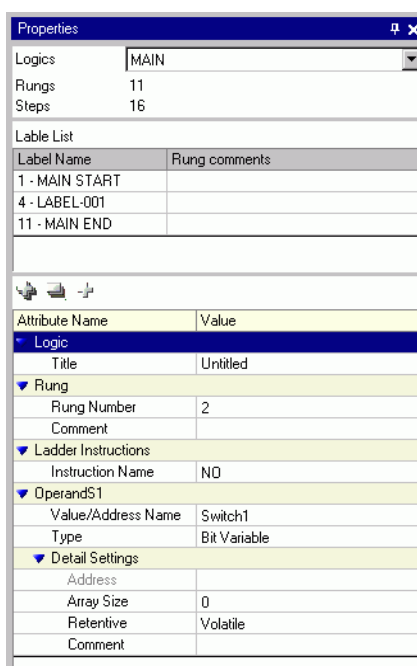 Properties
Logics MAIN
Rungs 11
Steps 16
Lable List
Label Name Rung comments
1 - MAIN START
4 - LABEL-001
11 - MAIN END
Attribute Name Value
Logic
Title Untitled
Rung
Rung Number 2
Comment
Ladder Instructions
Instruction Name NO
OperandS1
Value/Address Name Switch1
Type Bit Variable
Detail Settings
Address
Array Size 0
Retentive Volatile
Comment